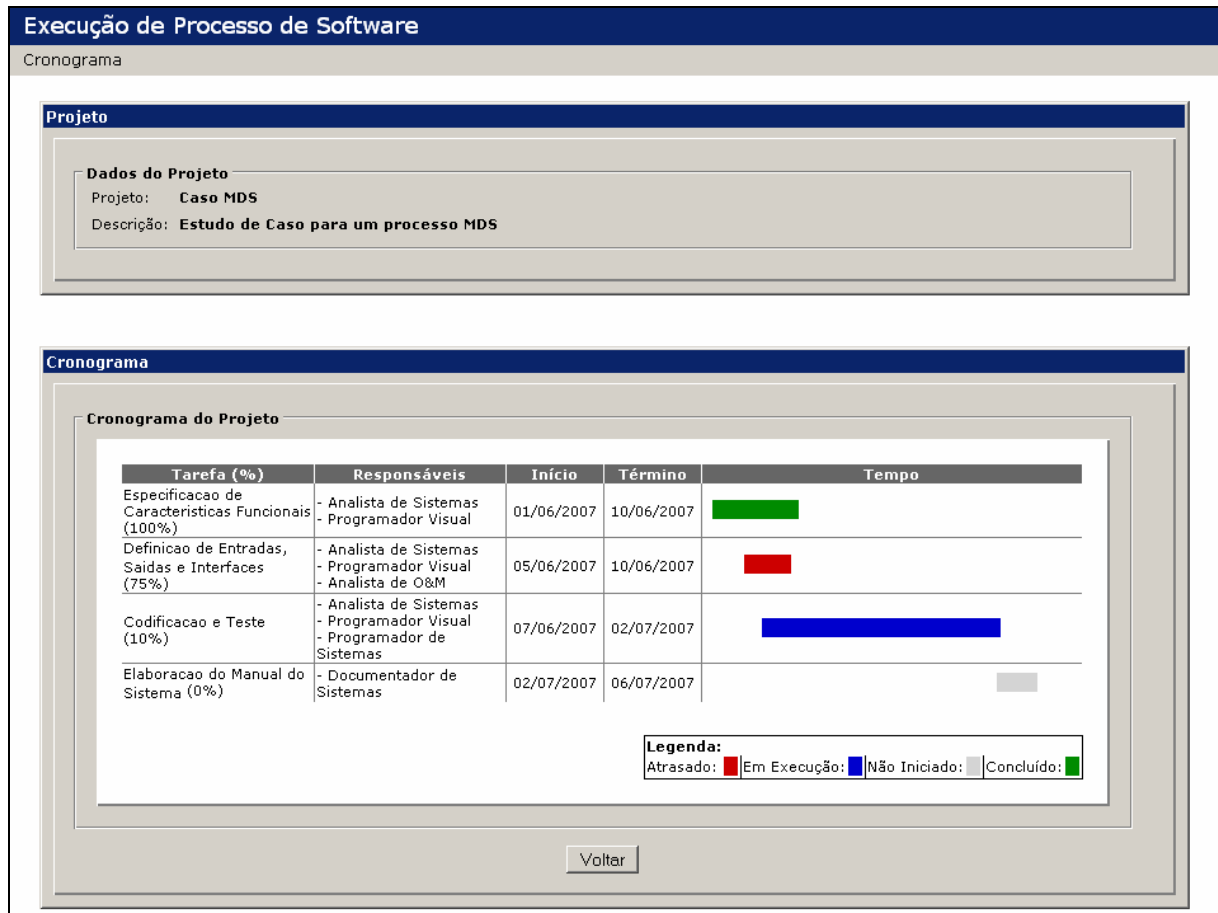 Execução de Processo de Software
Cronograma
Projeto
Dados do Projeto
Projeto: Caso MDS
Descrição: Estudo de Caso para um processo MDS
Cronograma
Cronograma do Projeto
Tarefa (%) Responsáveis Início Término Tempo
Especificacao de
Caracteristicas Funcionais
(100%)
- Analista de Sistemas
- Programador Visual
01/06/2007 10/06/2007
Definicao de Entradas,
Saidas e Interfaces
(75%)
- Analista de Sistemas
- Programador Visual
- Analista de O&M
05/06/2007 10/06/2007
Codificacao e Teste
(10%)
- Analista de Sistemas
- Programador Visual
- Programador de
Sistemas
07/06/2007 02/07/2007
Elaboracao do Manual do
Sistema (0%)
- Documentador de
Sistemas
02/07/2007 06/07/2007
Legenda:
Atrasado: Em Execução: Não Iniciado: Concluído:
Voltar